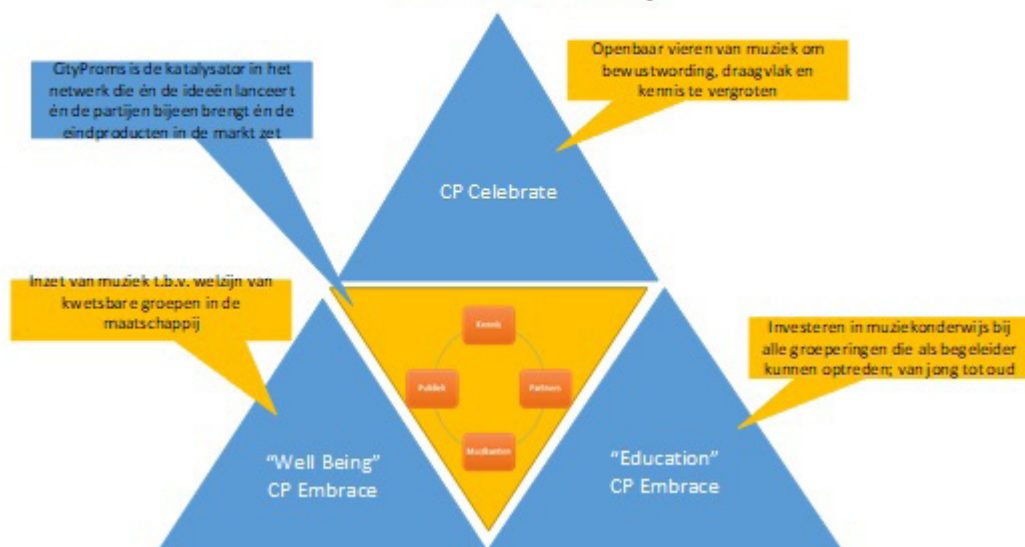 CityProms is de katalysator in het
netwerk die én de ideeën lanceert
én de partijen bijeen brengt én de
eindproducten in de markt zet
Openbaar vieren van muziek om
bewustwording, draagvlak en
kennis te vergroten
CP Celebrate
Inzet van muziek t.b.v. welzijn van
kwetsbare groepen in de
maatschappij
Kennis
Publiek
Partners
Muzikanten
Investeren in muziekonderwijs bij
alle groeperingen die als begeleider
kunnen optreden; van jong tot oud
"Well Being"
CP Embrace
"Education"
CP Embrace